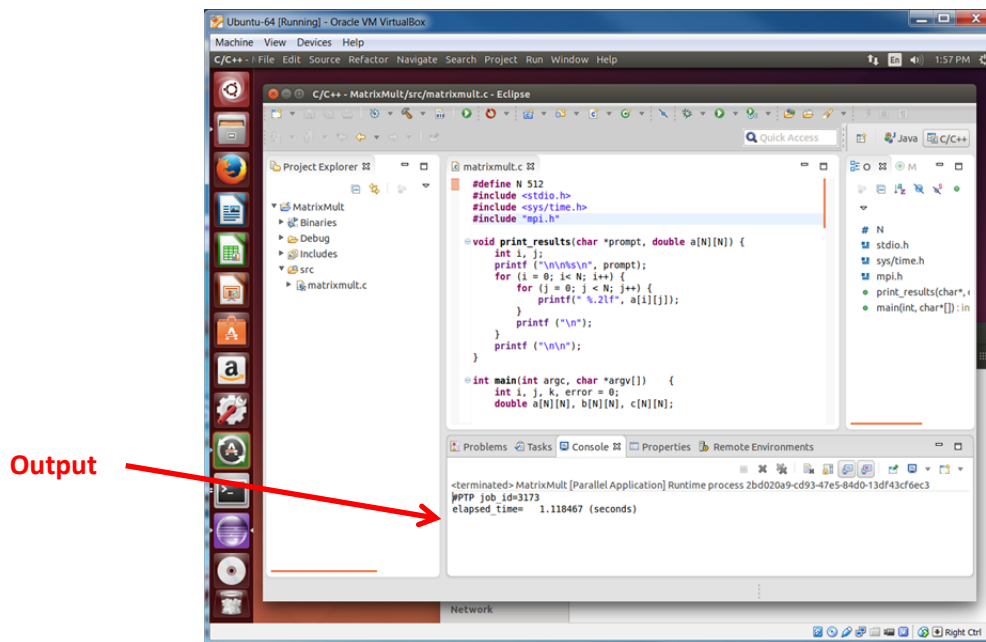 Ubuntu-64 [Running] - Oracle VM VirtualBox
Machine View Devices Help
C/C++ - File Edit Source Refactor Navigate Search Project Run Window Help En 1:57 PM
C/C++ - MatrixMult/src/matrixmult.c - Eclipse
Quick Access Java C/C++
Project Explorer
MatrixMult
Binaries
Debug
Includes
src
matrixmult.c
matrixmult.c
#define N 512
#include <stdio.h>
#include <sys/time.h>
#include "mpi.h"
void print_results(char *prompt, double a[N][N]) {
int i, j;
printf ("\n\n%s\n", prompt);
for (i = 0; i< N; i++) {
for (j = 0; j < N; j++) {
printf(" %.2lf", a[i][j]);
}
printf ("\n");
}
printf ("\n\n");
}
int main(int argc, char *argv[]) {
int i, j, k, error = 0;
double a[N][N], b[N][N], c[N][N];
O M
# N
stdio.h
sys/time.h
mpi.h
print_results(char*,
main(int, char*[]) : in
Output
Problems Tasks Console Properties Remote Environments
<terminated> MatrixMult [Parallel Application] Runtime process 2bd020a9-cd93-47e5-84d0-13df43cf6ec3
#PTP job_id=3173
elapsed_time= 1.118467 (seconds)
Network
Right Ctrl